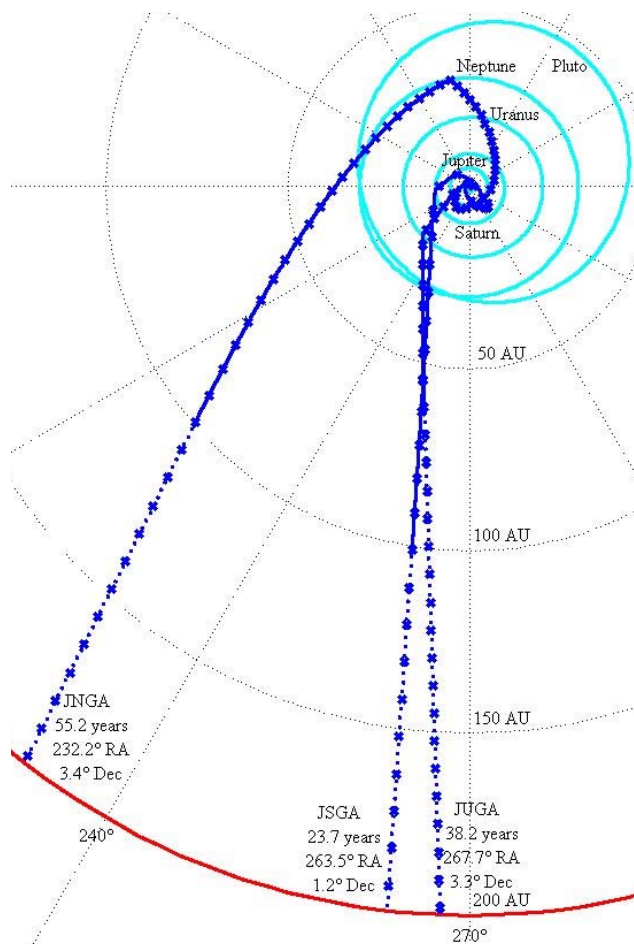 Neptune
Pluto
Uranus
Jupiter
Saturn
50 AU
100 AU
150 AU
JNGA
55.2 years
232.2° RA
3.4° Dec
JSGA
23.7 years
263.5° RA
1.2° Dec
JUGA
38.2 years
267.7° RA
3.3° Dec
240°
200 AU
270°